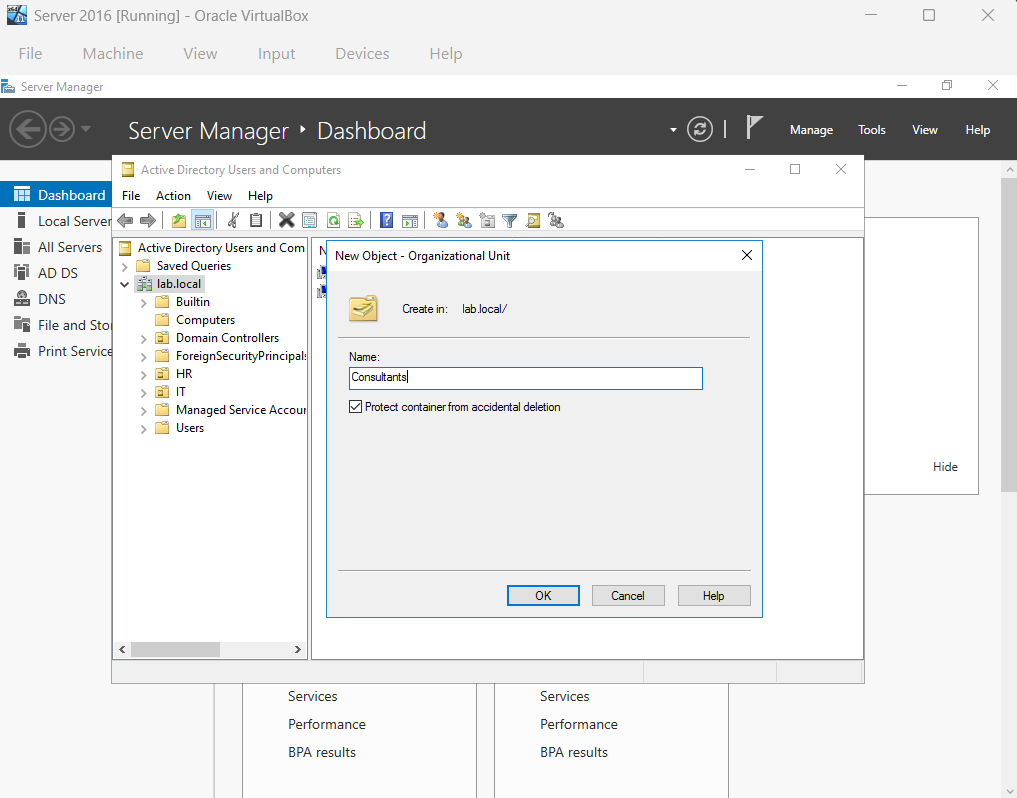 Server 2016 [Running] - Oracle VirtualBox
File Machine View Input Devices Help
Server Manager
Server Manager Dashboard
Manage Tools View Help
Active Directory Users and Computers
File Action View Help
Dashboard
Local Server
All Servers
AD DS
DNS
File and Sto
Print Service
Active Directory Users and Com
Saved Queries
lab.local
Builtin
Computers
Domain Controllers
ForeignSecurityPrincipals
HR
IT
Managed Service Accour
Users
N
New Object - Organizational Unit
Create in: lab.local/
Name:
Consultants
Protect container from accidental deletion
OK Cancel Help
Hide
Services
Performance
BPA results
Services
Performance
BPA results